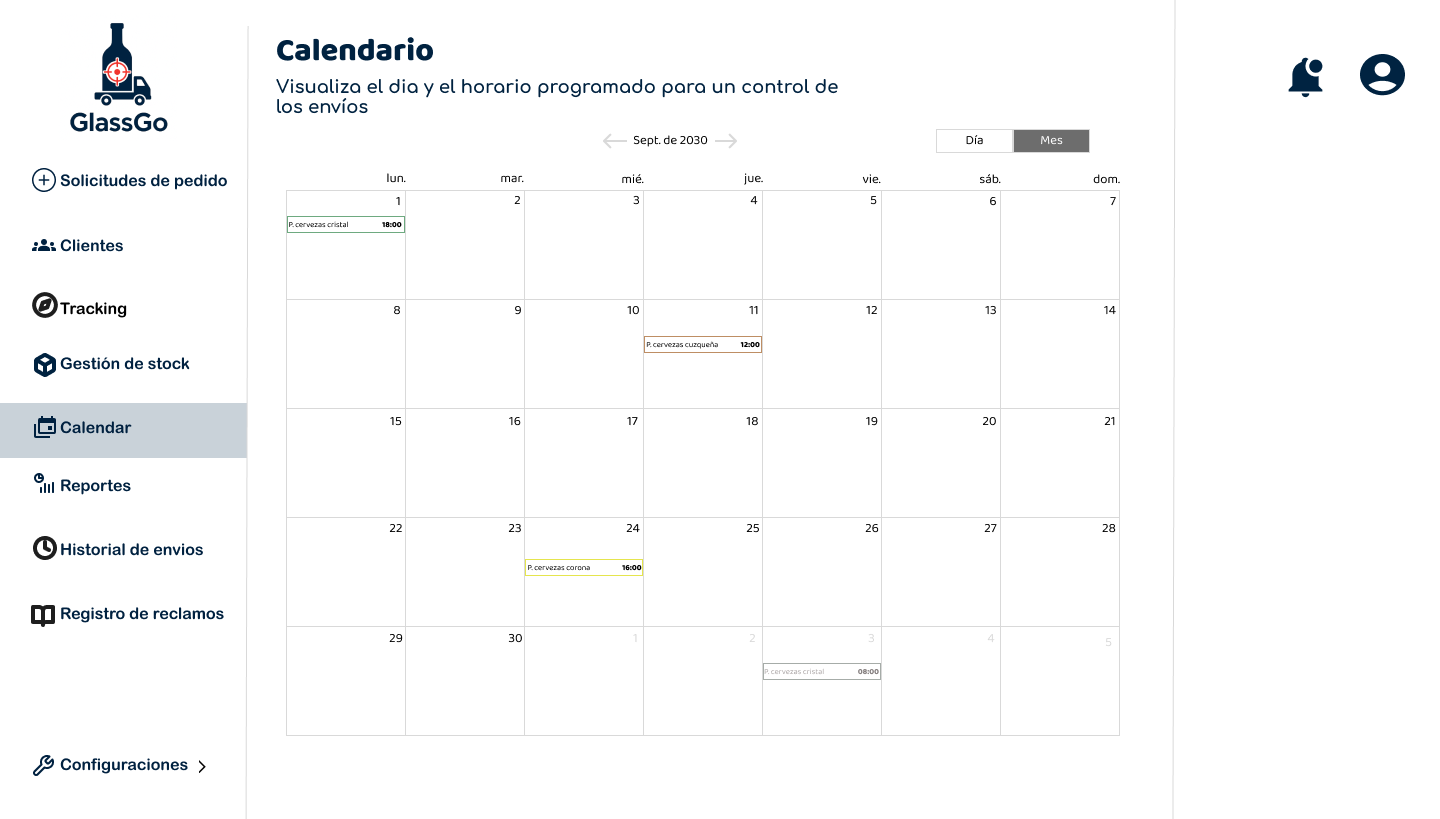 GlassGo
Solicitudes de pedido
Clientes
Tracking
Gestión de stock
Calendar
Reportes
Historial de envios
Registro de reclamos
Configuraciones
Calendario
Visualiza el dia y el horario programado para un control de
los envíos
Sept. de 2030
Día Mes
lun. mar. mié. jue. vie. sáb. dom.
1 2 3 4 5 6 7
P. cervezas cristal 18:00
8 9 10 11 12 13 14
P. cervezas cuzqueña 12:00
15 16 17 18 19 20 21
22 23 24 25 26 27 28
P. cervezas corona 16:00
29 30 1 2 3 4 5
P. cervezas cristal 08:00